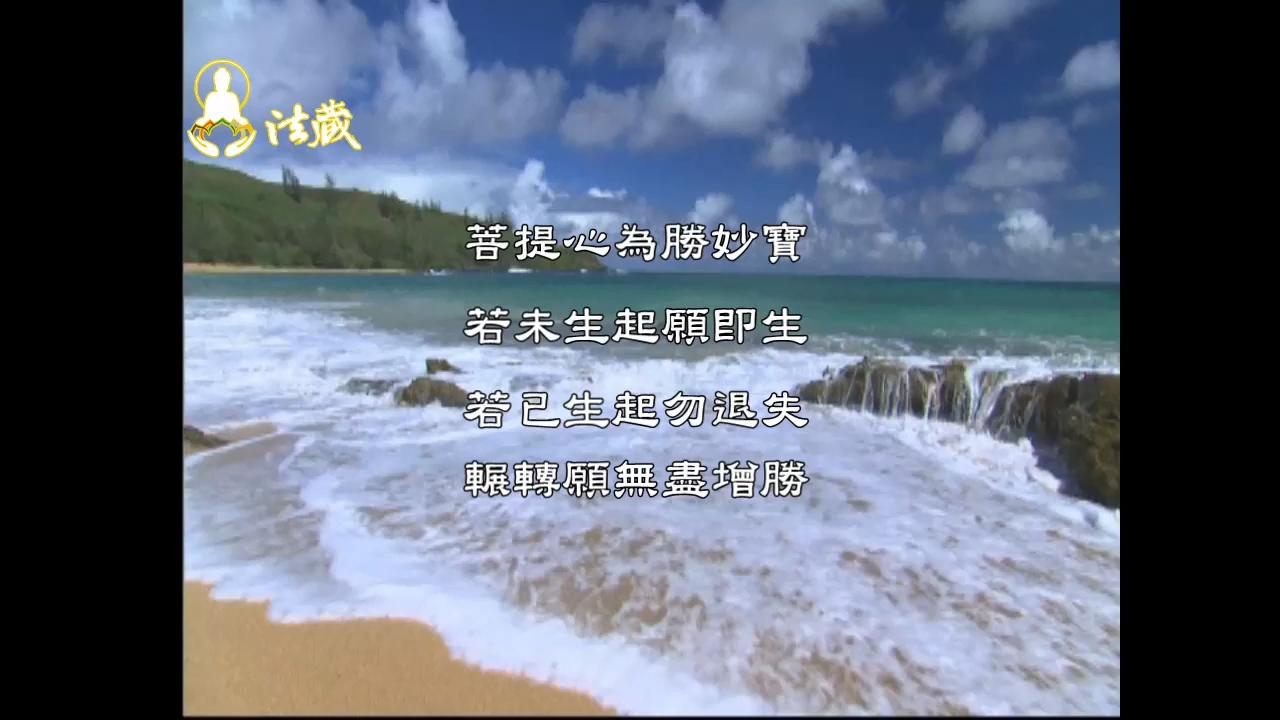 法藏
菩提心為勝妙寶
若未生起願即生
若已生起勿退失
輾轉願無盡增勝